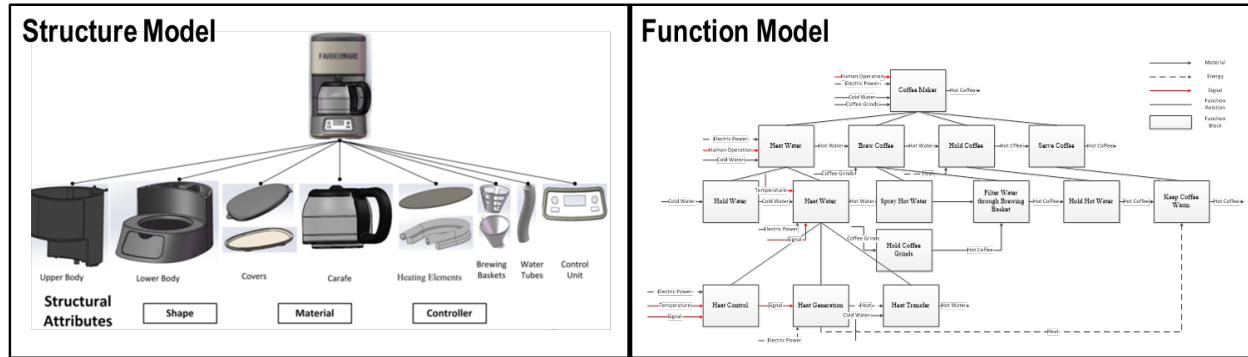 Structure Model
FARBERWARE
Upper Body
Lower Body
Covers
Carafe
Heating Elements
Brewing
Baskets
Water
Tubes
Control
Unit
Structural
Attributes
Shape
Material
Controller
Function Model
Material
Energy
Signal
Function
Relation
Function
Block
Human Operation
Electric Power
Cold Water
Coffee Grinds
Coffee Maker
Hot Coffee
Electric Power
Human Operation
Cold Water
Heat Water
Hot Water
Brew Coffee
Hot Water
Hold Coffee
Hot Cffee
Serve Coffee
Hot Coffee
Coffee Grinds
Heat
Temperature
Cold Water
Hold Water
Cold Water
Heat Water
Hot Water
Spray Hot Water
Filter Water
through Brewing
Basket
Hot Coffee
Hold Hot Water
Hot Coffee
Keep Coffee
Warm
Hot Coffee
Electric Power
Signal
Coffee Grinds
Hold Coffee
Grinds
Hot Coffee
Electric Power
Temperature
Signal
Heat Control
Signal
Heat Generation
Heat
Cold Water
Heat Transfer
Hot Water
Heat
Electric Power